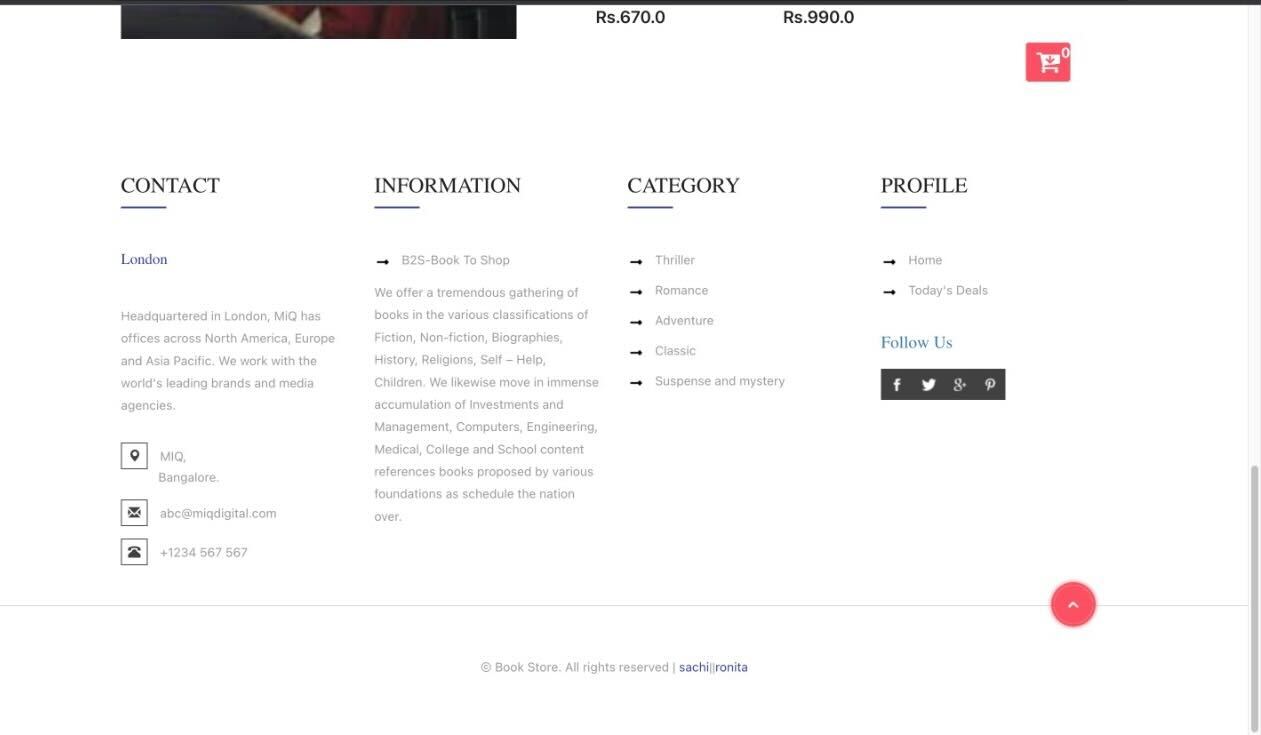 Rs.670.0
Rs.990.0
0
CONTACT
London
Headquartered in London, MiQ has
offices across North America, Europe
and Asia Pacific. We work with the
world's leading brands and media
agencies.
MIQ,
Bangalore.
abc@miqdigital.com
+1234 567 567
INFORMATION
B2S-Book To Shop
We offer a tremendous gathering of
books in the various classifications of
Fiction, Non-fiction, Biographies,
History, Religions, Self – Help,
Children. We likewise move in immense
accumulation of Investments and
Management, Computers, Engineering,
Medical, College and School content
references books proposed by various
foundations as schedule the nation
over.
CATEGORY
Thriller
Romance
Adventure
Classic
Suspense and mystery
PROFILE
Home
Today's Deals
Follow Us
© Book Store. All rights reserved | sachi||ronita